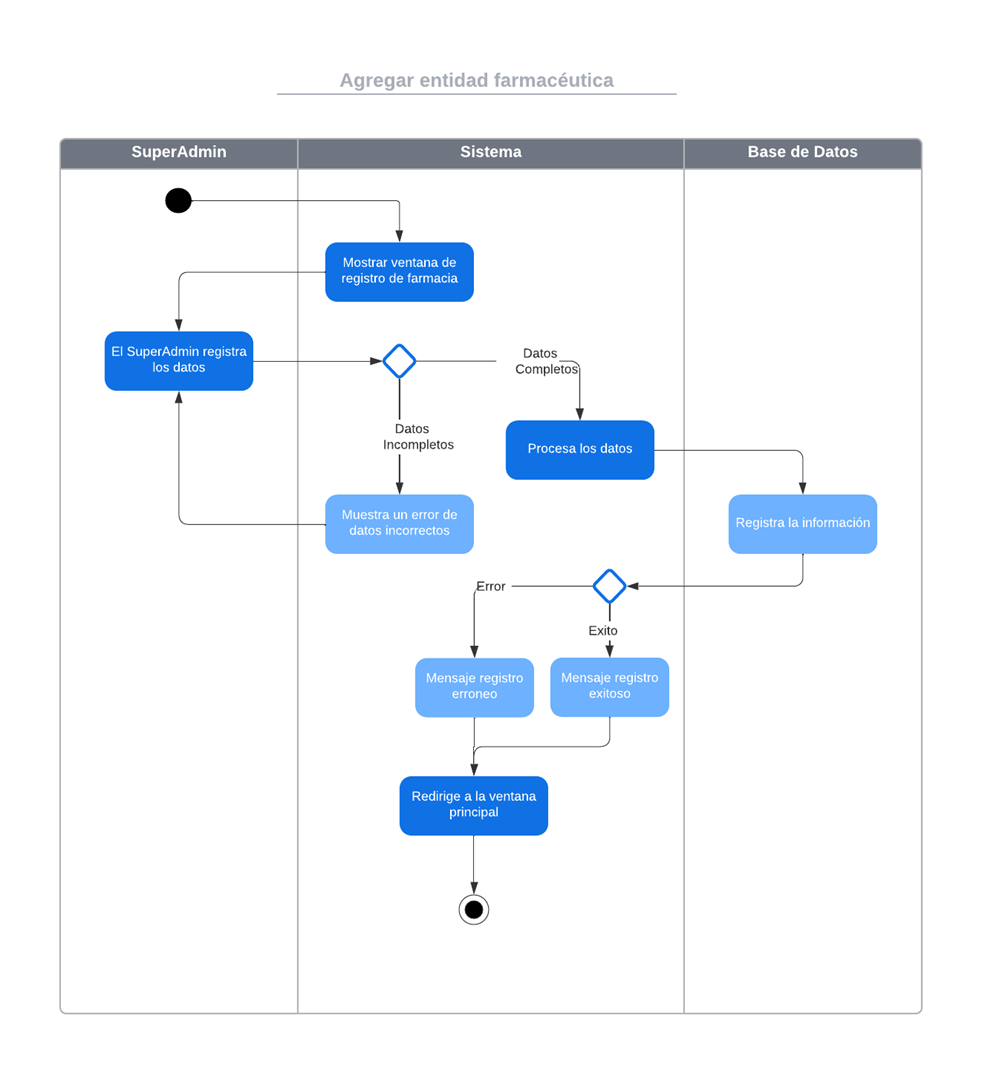 Agregar entidad farmacéutica
SuperAdmin
Sistema
Base de Datos
Mostrar ventana de
registro de farmacia
El SuperAdmin registra
los datos
Datos
Completos
Datos
Incompletos
Procesa los datos
Muestra un error de
datos incorrectos
Registra la información
Error
Exito
Mensaje registro
erroneo
Mensaje registro
exitoso
Redirige a la ventana
principal